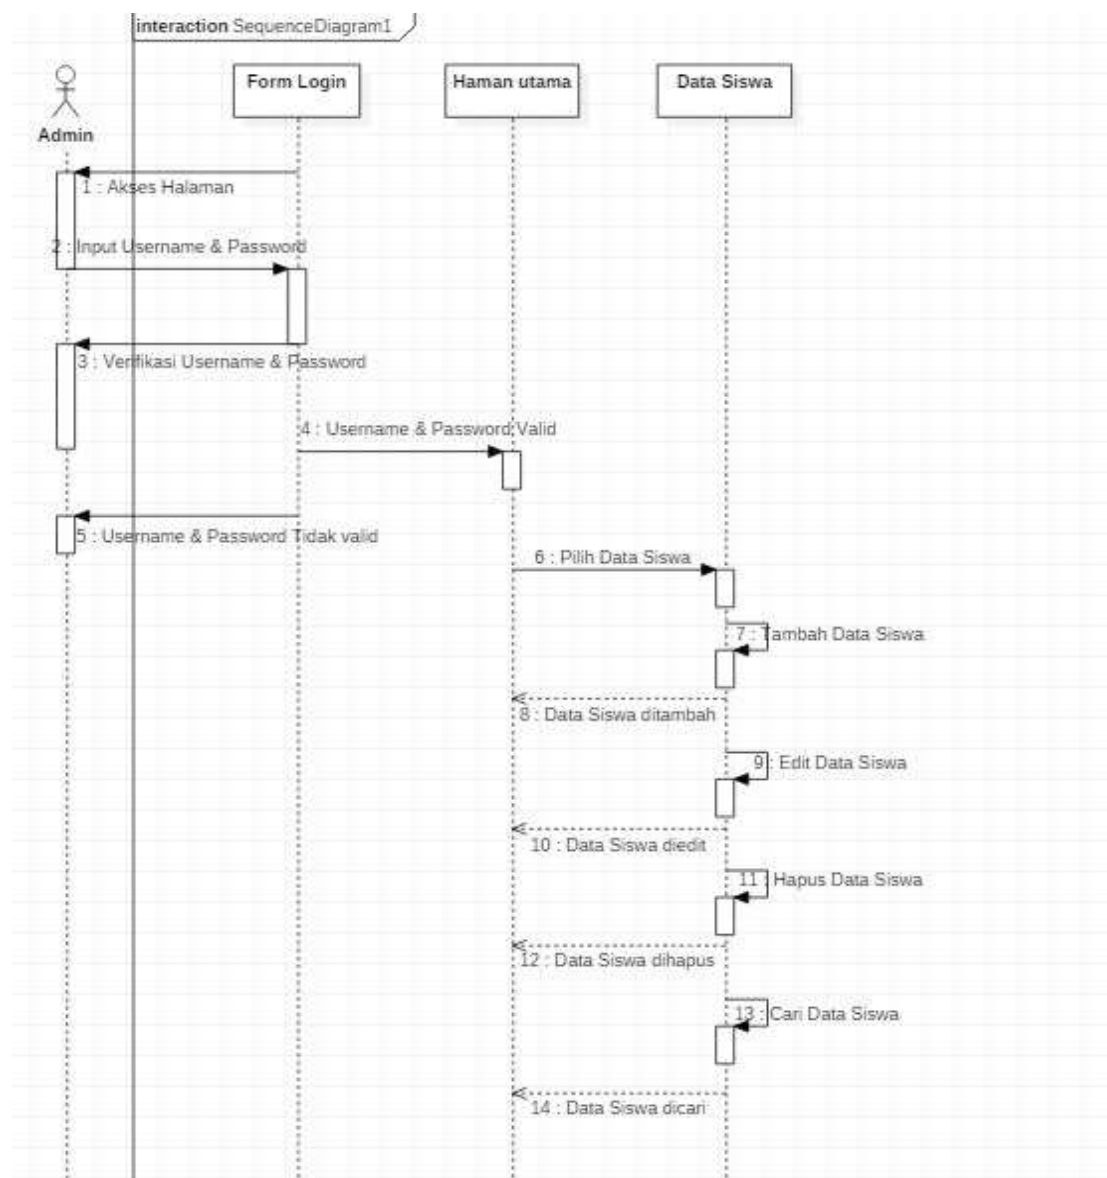 interaction SequenceDiagram1
Form Login
Haman utama
Data Siswa
Admin
1 : Akses Halaman
2 : Input Username & Password
3 : Verifikasi Username & Password
4 : Username & Password Valid
5 : Username & Password Tidak valid
6 : Pilih Data Siswa
7 : Tambah Data Siswa
8 : Data Siswa ditambah
9 : Edit Data Siswa
10 : Data Siswa diedit
11 : Hapus Data Siswa
12 : Data Siswa dihapus
13 : Cari Data Siswa
14 : Data Siswa dicari